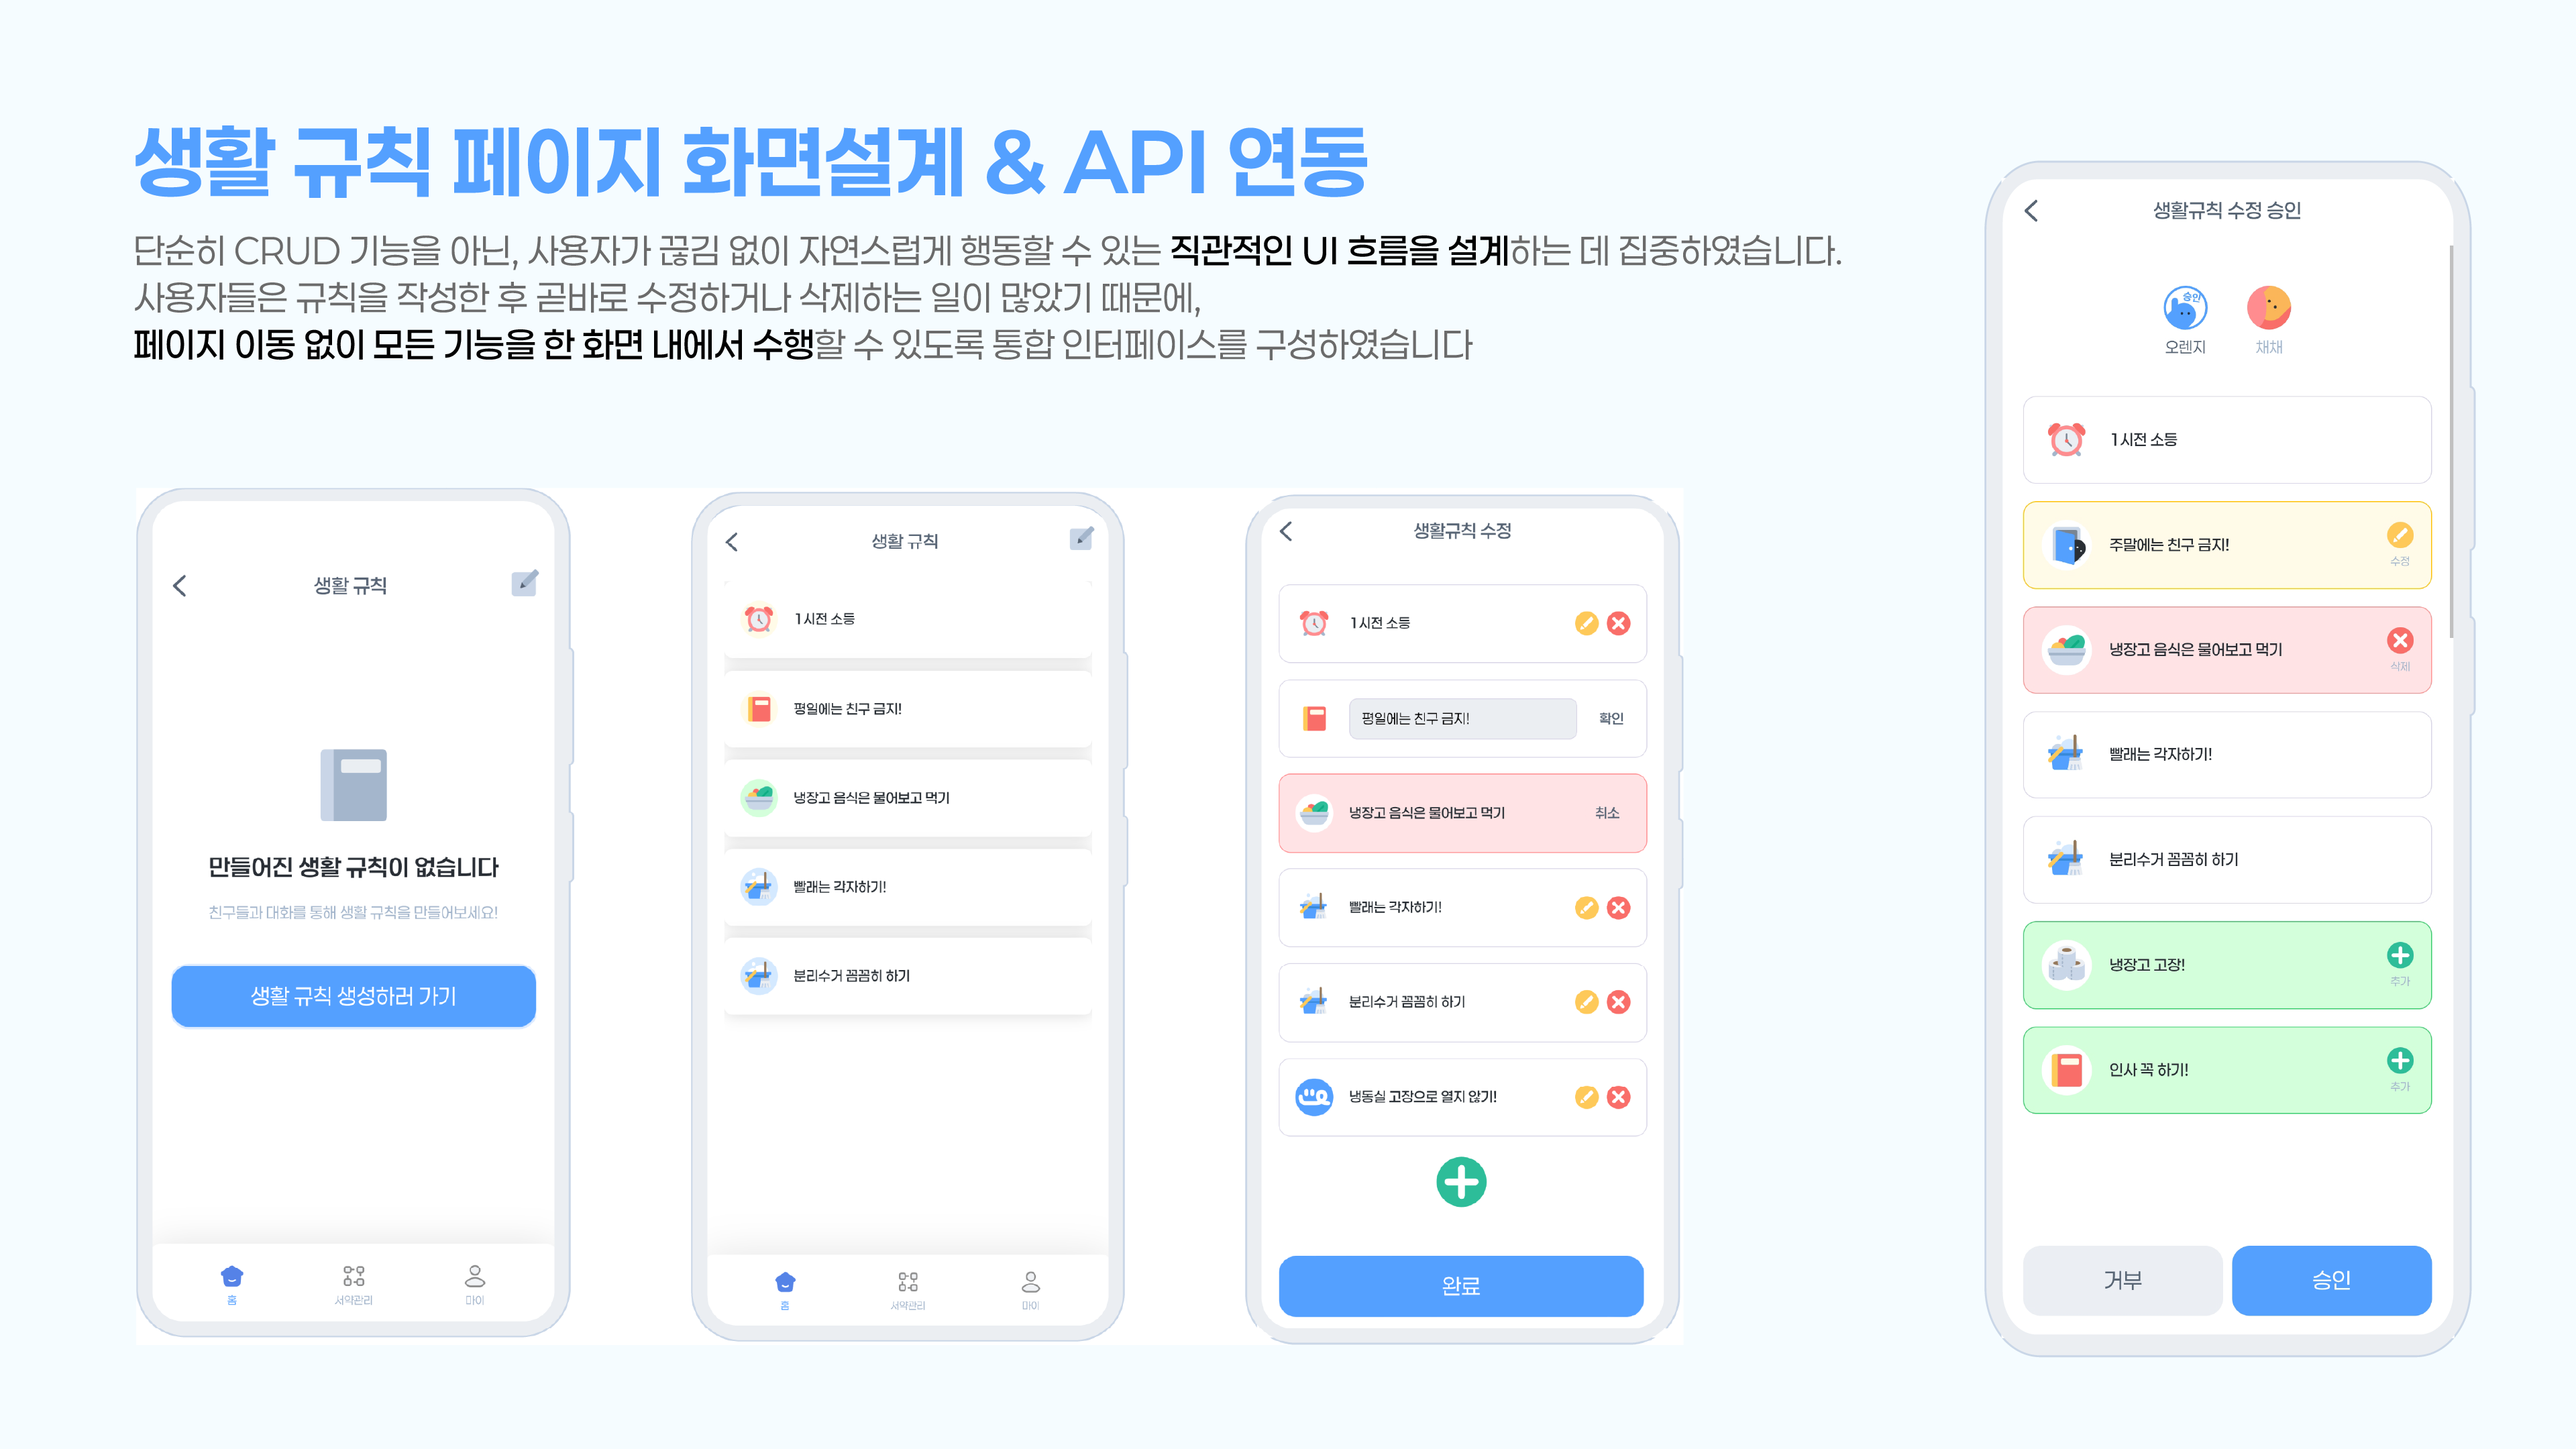 생활 규칙 페이지 화면설계 & API 연동
단순히 CRUD 기능을 아닌, 사용자가 끊김 없이 자연스럽게 행동할 수 있는 직관적인 UI 흐름을 설계하는 데 집중하였습니다.
사용자들은 규칙을 작성한 후 곧바로 수정하거나 삭제하는 일이 많았기 때문에,
페이지 이동 없이 모든 기능을 한 화면 내에서 수행할 수 있도록 통합 인터페이스를 구성하였습니다
생활 규칙
만들어진 생활 규칙이 없습니다
친구들과 대화를 통해 생활 규칙을 만들어보세요!
생활 규칙 생성하러 가기
홈
서약관리
마이
생활 규칙
1시전 소등
평일에는 친구 금지!
냉장고 음식은 물어보고 먹기
빨래는 각자하기!
분리수거 꼼꼼히 하기
홈
서약관리
마이
생활규칙 수정
1시전 소등
평일에는 친구 금지!
확인
냉장고 음식은 물어보고 먹기
취소
빨래는 각자하기!
분리수거 꼼꼼히 하기
냉동실 고장으로 열지 않기!
완료
생활규칙 수정 승인
승인
오렌지
채채
1시전 소등
주말에는 친구 금지!
수정
냉장고 음식은 물어보고 먹기
삭제
빨래는 각자하기!
분리수거 꼼꼼히 하기
냉장고 고장!
추가
인사 꼭 하기!
추가
거부
승인